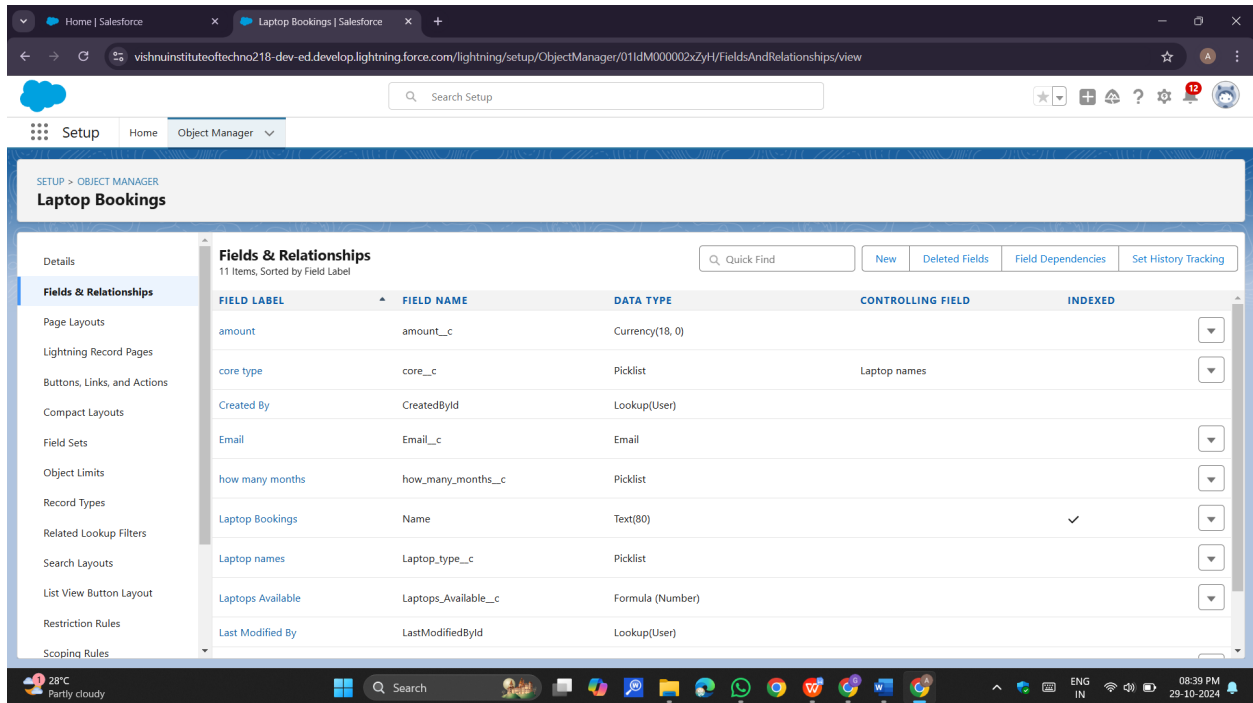 Home | Salesforce
Laptop Bookings | Salesforce
vishnuinstituteoftechno218-dev-ed.develop.lightning.force.com/lightning/setup/ObjectManager/01IdM000002xZyH/FieldsAndRelationships/view
A
Search Setup
12
Setup Home Object Manager
SETUP > OBJECT MANAGER
Laptop Bookings
Details
Fields & Relationships
Page Layouts
Lightning Record Pages
Buttons, Links, and Actions
Compact Layouts
Field Sets
Object Limits
Record Types
Related Lookup Filters
Search Layouts
List View Button Layout
Restriction Rules
Scoping Rules
Fields & Relationships
11 Items, Sorted by Field Label
Quick Find
New Deleted Fields Field Dependencies Set History Tracking
FIELD LABEL FIELD NAME DATA TYPE CONTROLLING FIELD INDEXED
amount amount__c Currency(18, 0)
core type core__c Picklist Laptop names
Created By CreatedById Lookup(User)
Email Email__c Email
how many months how_many_months__c Picklist
Laptop Bookings Name Text(80)
Laptop names Laptop_type__c Picklist
Laptops Available Laptops_Available__c Formula (Number)
Last Modified By LastModifiedById Lookup(User)
1
28°C
Partly cloudy
Search
ENG
IN
08:39 PM
29-10-2024